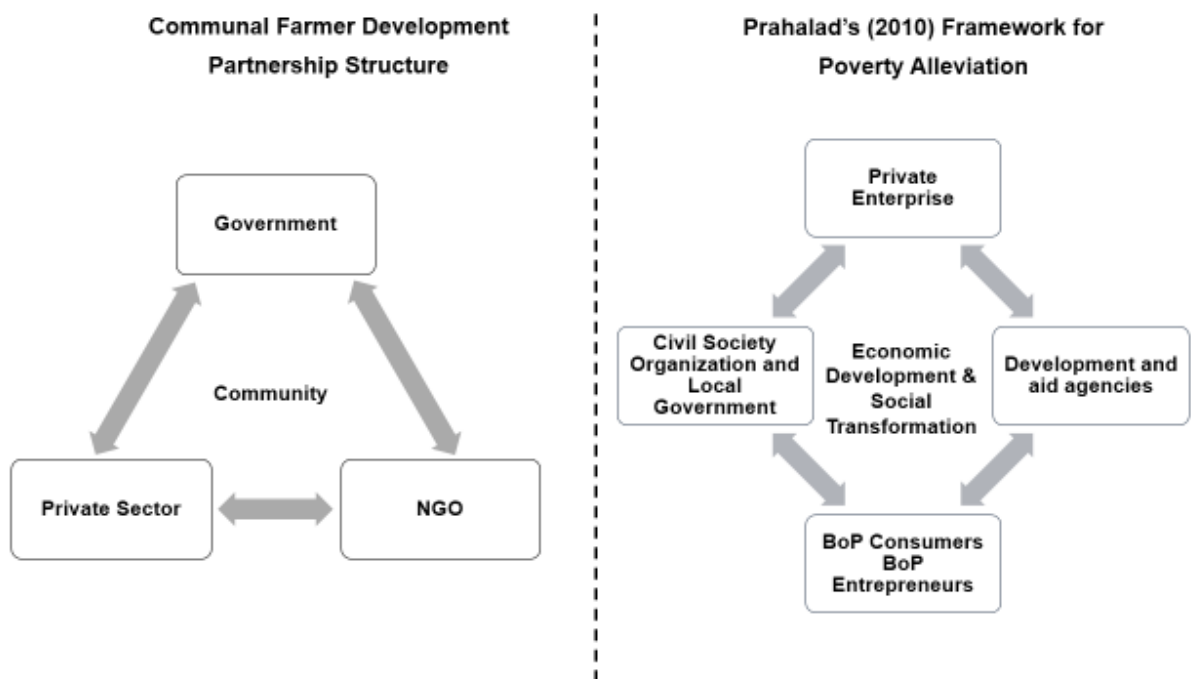 Communal Farmer Development
Partnership Structure
Government
Community
Private Sector
NGO
Prahalad's (2010) Framework for
Poverty Alleviation
Private
Enterprise
Civil Society
Organization and
Local
Government
Economic
Development &
Social
Transformation
Development and
aid agencies
BoP Consumers
BoP
Entrepreneurs